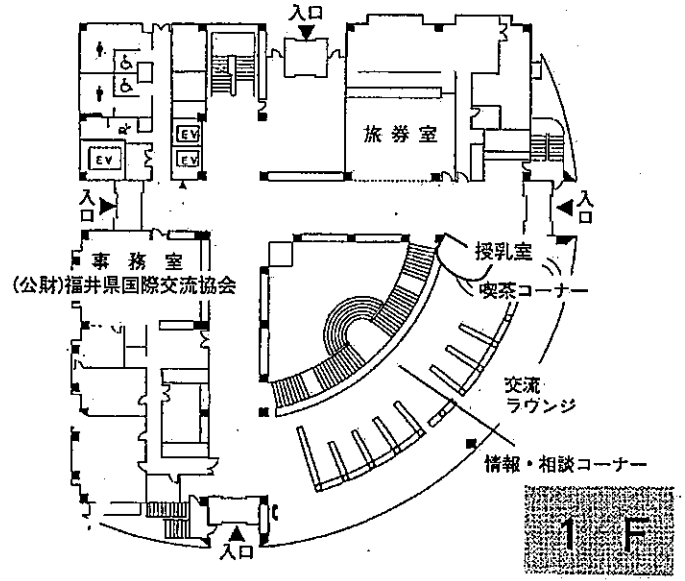 入口
旅券室
EV
EV
EV
入
口
入
口
事務室
(公財)福井県国際交流協会
授乳室
喫茶コーナー
交流
ラウンジ
情報・相談コーナー
入口
1 F